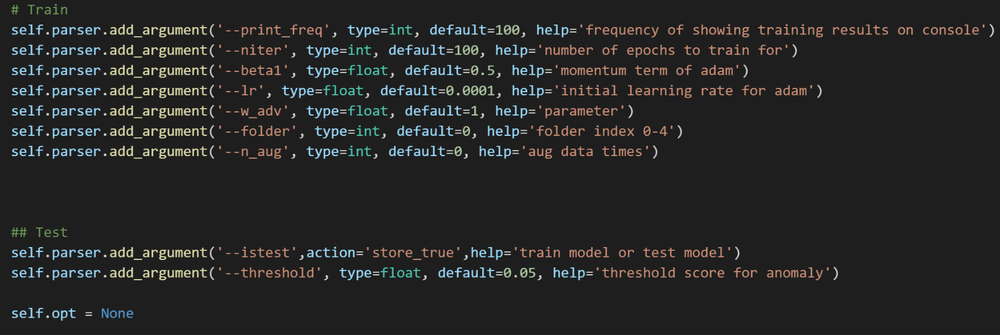 # Train
self.parser.add_argument('--print_freq', type=int, default=100, help='frequency of showing training results on console')
self.parser.add_argument('--niter', type=int, default=100, help='number of epochs to train for')
self.parser.add_argument('--beta1', type=float, default=0.5, help='momentum term of adam')
self.parser.add_argument('--lr', type=float, default=0.0001, help='initial learning rate for adam')
self.parser.add_argument('--w_adv', type=float, default=1, help='parameter')
self.parser.add_argument('--folder', type=int, default=0, help='folder index 0-4')
self.parser.add_argument('--n_aug', type=int, default=0, help='aug data times')
## Test
self.parser.add_argument('--istest',action='store_true',help='train model or test model')
self.parser.add_argument('--threshold', type=float, default=0.05, help='threshold score for anomaly')
self.opt = None